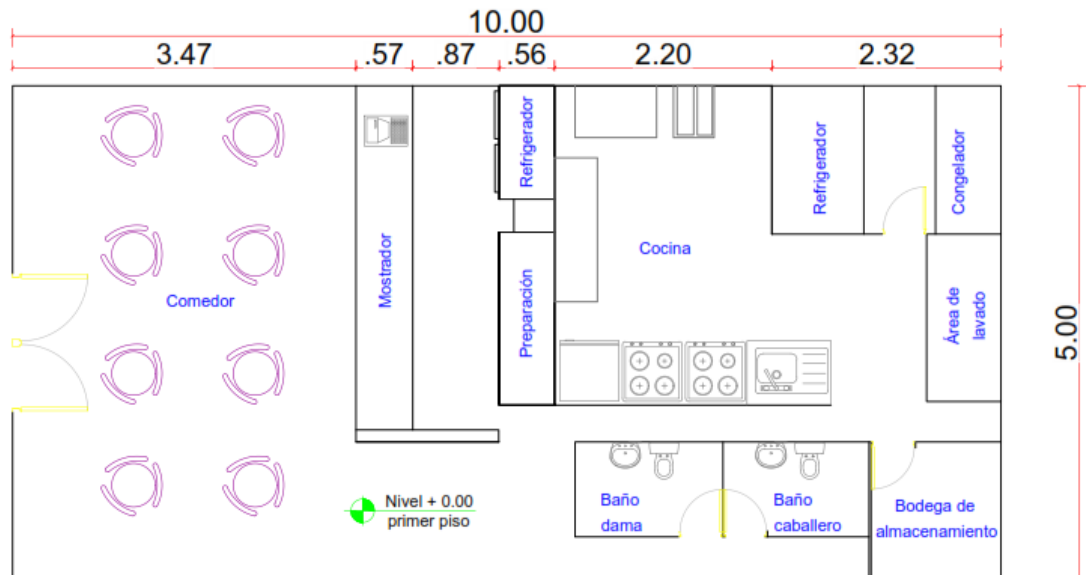 10.00
3.47
.57
.87
.56
2.20
2.32
Refrigerador
Refrigerador
Congelador
Mostrador
Cocina
Comedor
Preparación
Área de
lavado
5.00
Nivel + 0.00
primer piso
Baño
dama
Baño
caballero
Bodega de
almacenamiento